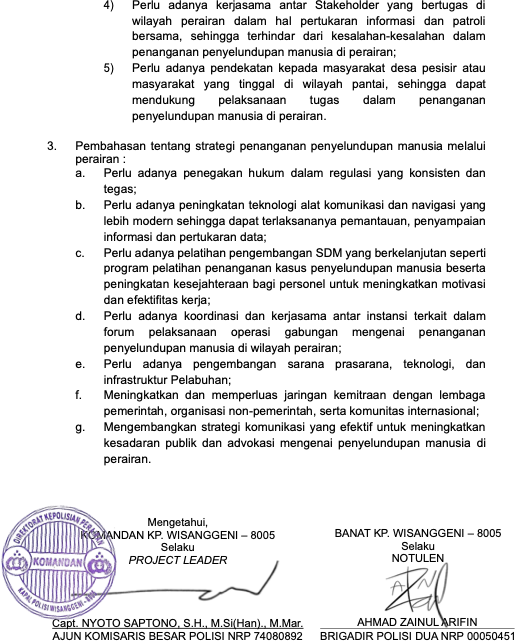 4) Perlu adanya kerjasama antar Stakeholder yang bertugas di
wilayah perairan dalam hal pertukaran informasi dan patroli
bersama, sehingga terhindar dari kesalahan-kesalahan dalam
penanganan penyelundupan manusia di perairan;
5) Perlu adanya pendekatan kepada masyarakat desa pesisir atau
masyarakat yang tinggal di wilayah pantai, sehingga dapat
mendukung pelaksanaan tugas dalam penanganan
penyelundupan manusia di perairan.
3. Pembahasan tentang strategi penanganan penyelundupan manusia melalui
perairan :
a. Perlu adanya penegakan hukum dalam regulasi yang konsisten dan
tegas;
b. Perlu adanya peningkatan teknologi alat komunikasi dan navigasi yang
lebih modern sehingga dapat terlaksananya pemantauan, penyampaian
informasi dan pertukaran data;
c. Perlu adanya pelatihan pengembangan SDM yang berkelanjutan seperti
program pelatihan penanganan kasus penyelundupan manusia beserta
peningkatan kesejahteraan bagi personel untuk meningkatkan motivasi
dan efektifitas kerja;
d. Perlu adanya koordinasi dan kerjasama antar instansi terkait dalam
forum pelaksanaan operasi gabungan mengenai penanganan
penyelundupan manusia di wilayah perairan;
e. Perlu adanya pengembangan sarana prasarana, teknologi, dan
infrastruktur Pelabuhan;
f. Meningkatkan dan memperluas jaringan kemitraan dengan lembaga
pemerintah, organisasi non-pemerintah, serta komunitas internasional;
g. Mengembangkan strategi komunikasi yang efektif untuk meningkatkan
kesadaran publik dan advokasi mengenai penyelundupan manusia di
perairan.
Mengetahui,
KOMANDAN KP. WISANGGENI – 8005
Selaku
PROJECT LEADER
DIREKTORAT KEPOLISIAN PERAIRAN
KOMANDAN
KAPAL POLISI WISANGGENI - 8005
Capt. NYOTO SAPTONO, S.H., M.Si(Han)., M.Mar.
AJUN KOMISARIS BESAR POLISI NRP 74080892
BANAT KP. WISANGGENI – 8005
Selaku
NOTULEN
AHMAD ZAINUL ARIFIN
BRIGADIR POLISI DUA NRP 00050451